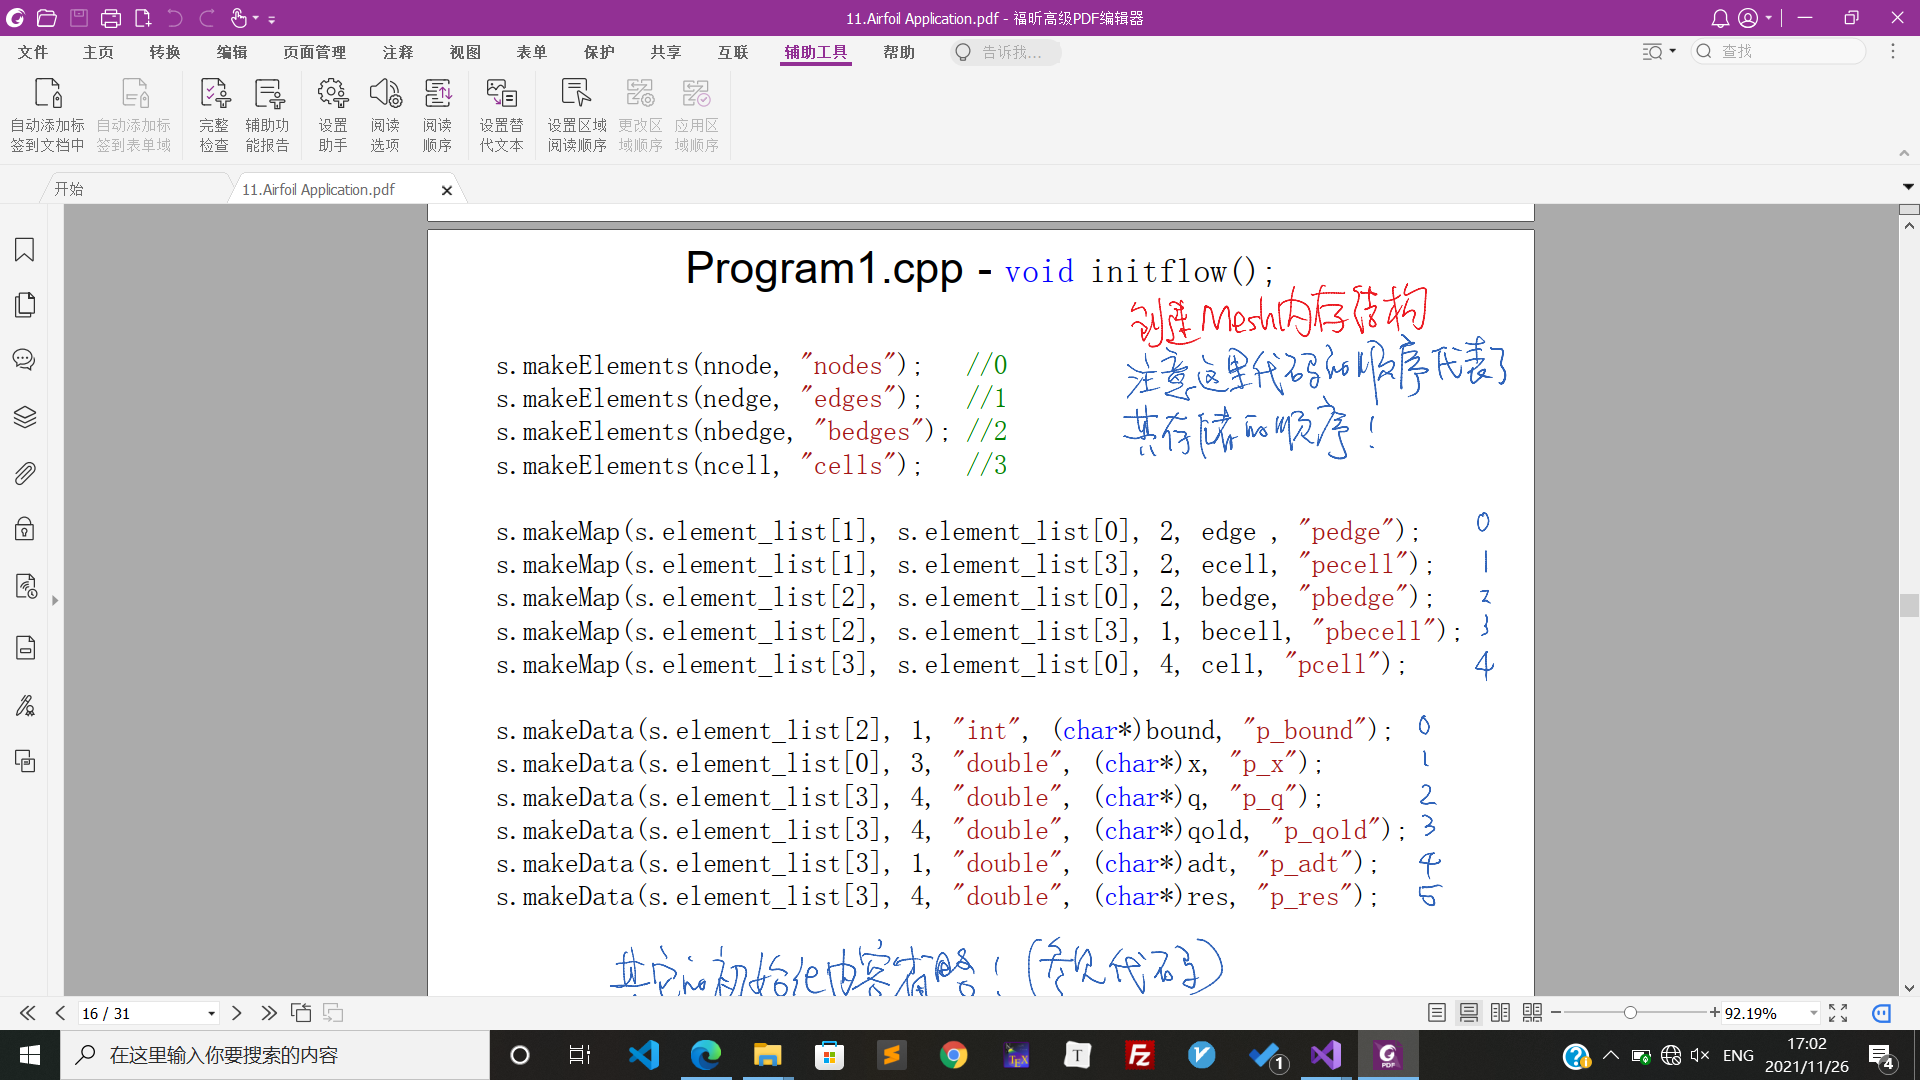 11.Airfoil Application.pdf - 福昕高级PDF编辑器
文件 主页 转换 编辑 页面管理 注释 视图 表单 保护 共享 互联 辅助工具 帮助 告诉我... 查找
自动添加标签到文档中 自动添加标签到表单域 完整检查 辅助功能报告 设置助手 阅读选项 阅读顺序 设置替代文本 设置区域阅读顺序 更改区域顺序 应用区域顺序
开始 11.Airfoil Application.pdf
Program1.cpp - void initflow();
创建Mesh内存结构
注意这里代码的顺序代表了
其存储的顺序!
s.makeElements(nnode, "nodes"); //0
s.makeElements(nedge, "edges"); //1
s.makeElements(nbedge, "bedges"); //2
s.makeElements(ncell, "cells"); //3
s.makeMap(s.element_list[1], s.element_list[0], 2, edge , "pedge"); 0
s.makeMap(s.element_list[1], s.element_list[3], 2, ecell, "pecell"); 1
s.makeMap(s.element_list[2], s.element_list[0], 2, bedge, "pbedge"); 2
s.makeMap(s.element_list[2], s.element_list[3], 1, becell, "pbecell"); 3
s.makeMap(s.element_list[3], s.element_list[0], 4, cell, "pcell"); 4
s.makeData(s.element_list[2], 1, "int", (char*)bound, "p_bound"); 0
s.makeData(s.element_list[0], 3, "double", (char*)x, "p_x"); 1
s.makeData(s.element_list[3], 4, "double", (char*)q, "p_q"); 2
s.makeData(s.element_list[3], 4, "double", (char*)qold, "p_qold"); 3
s.makeData(s.element_list[3], 1, "double", (char*)adt, "p_adt"); 4
s.makeData(s.element_list[3], 4, "double", (char*)res, "p_res"); 5
其它的初始化内容省略!(参见代码)
16 / 31 92.19%
在这里输入你要搜索的内容 1 ENG 17:02
2021/11/26 4